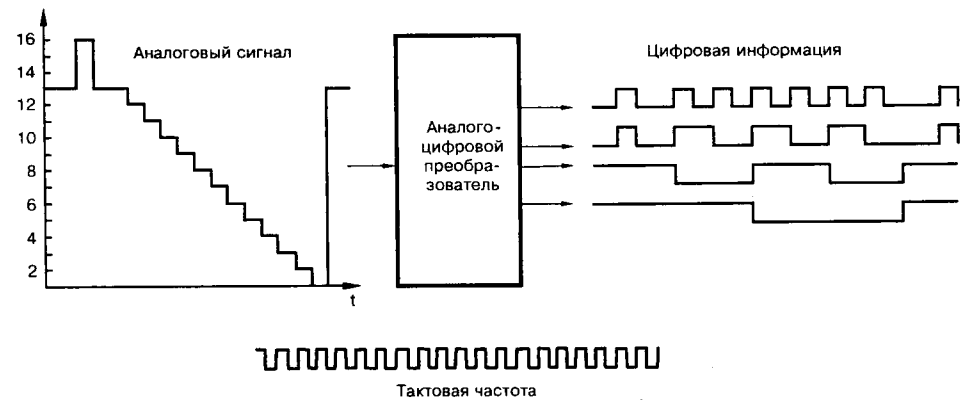 Аналоговый сигнал
Цифровая информация
16
14
12
10
8
6
4
2
t
Аналого-
цифровой
преобра-
зователь
Тактовая частота